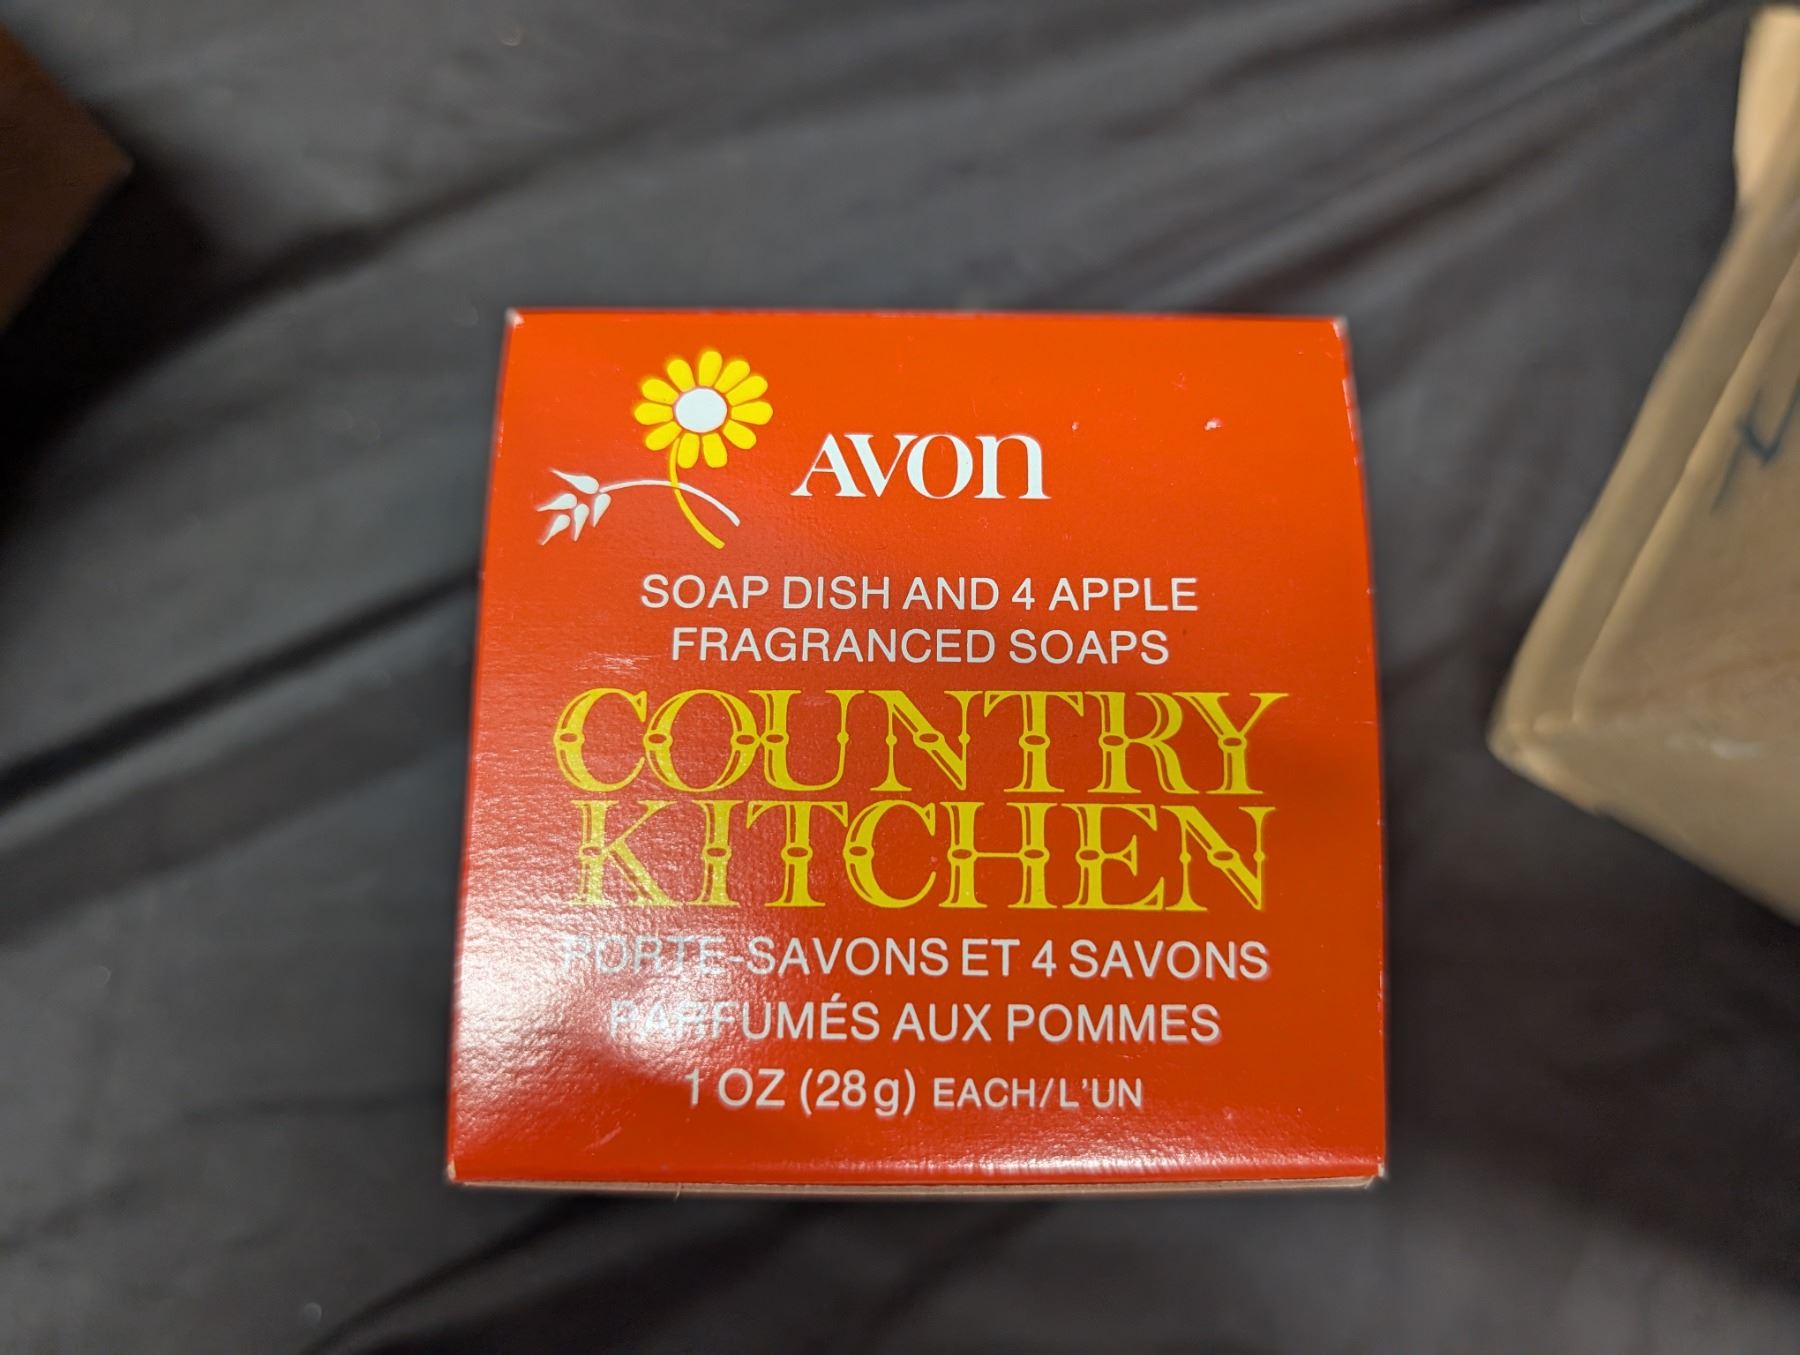 AVON
SOAP DISH AND 4 APPLE
FRAGRANCED SOAPS
COUNTRY
KITCHEN
PORTE-SAVONS ET 4 SAVONS
PARFUMÉS AUX POMMES
1 OZ (28g) EACH/L'UN